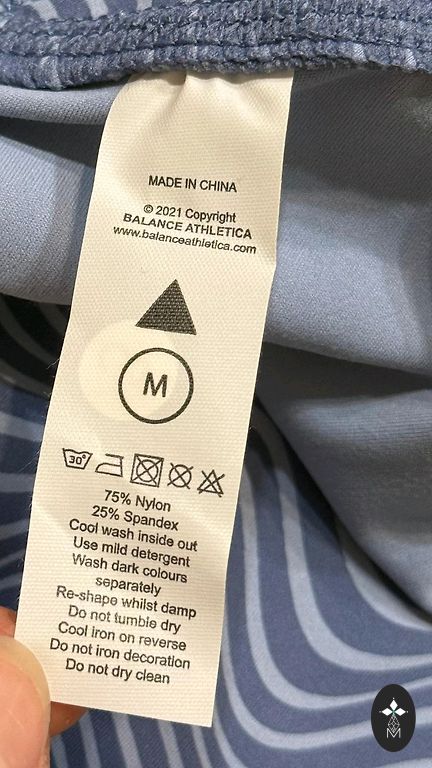 MADE IN CHINA
© 2021 Copyright
BALANCE ATHLETICA
www.balanceathletica.com
M
30°
75% Nylon
25% Spandex
Cool wash inside out
Use mild detergent
Wash dark colours
separately
Re-shape whilst damp
Do not tumble dry
Cool iron on reverse
Do not iron decoration
Do not dry clean
M